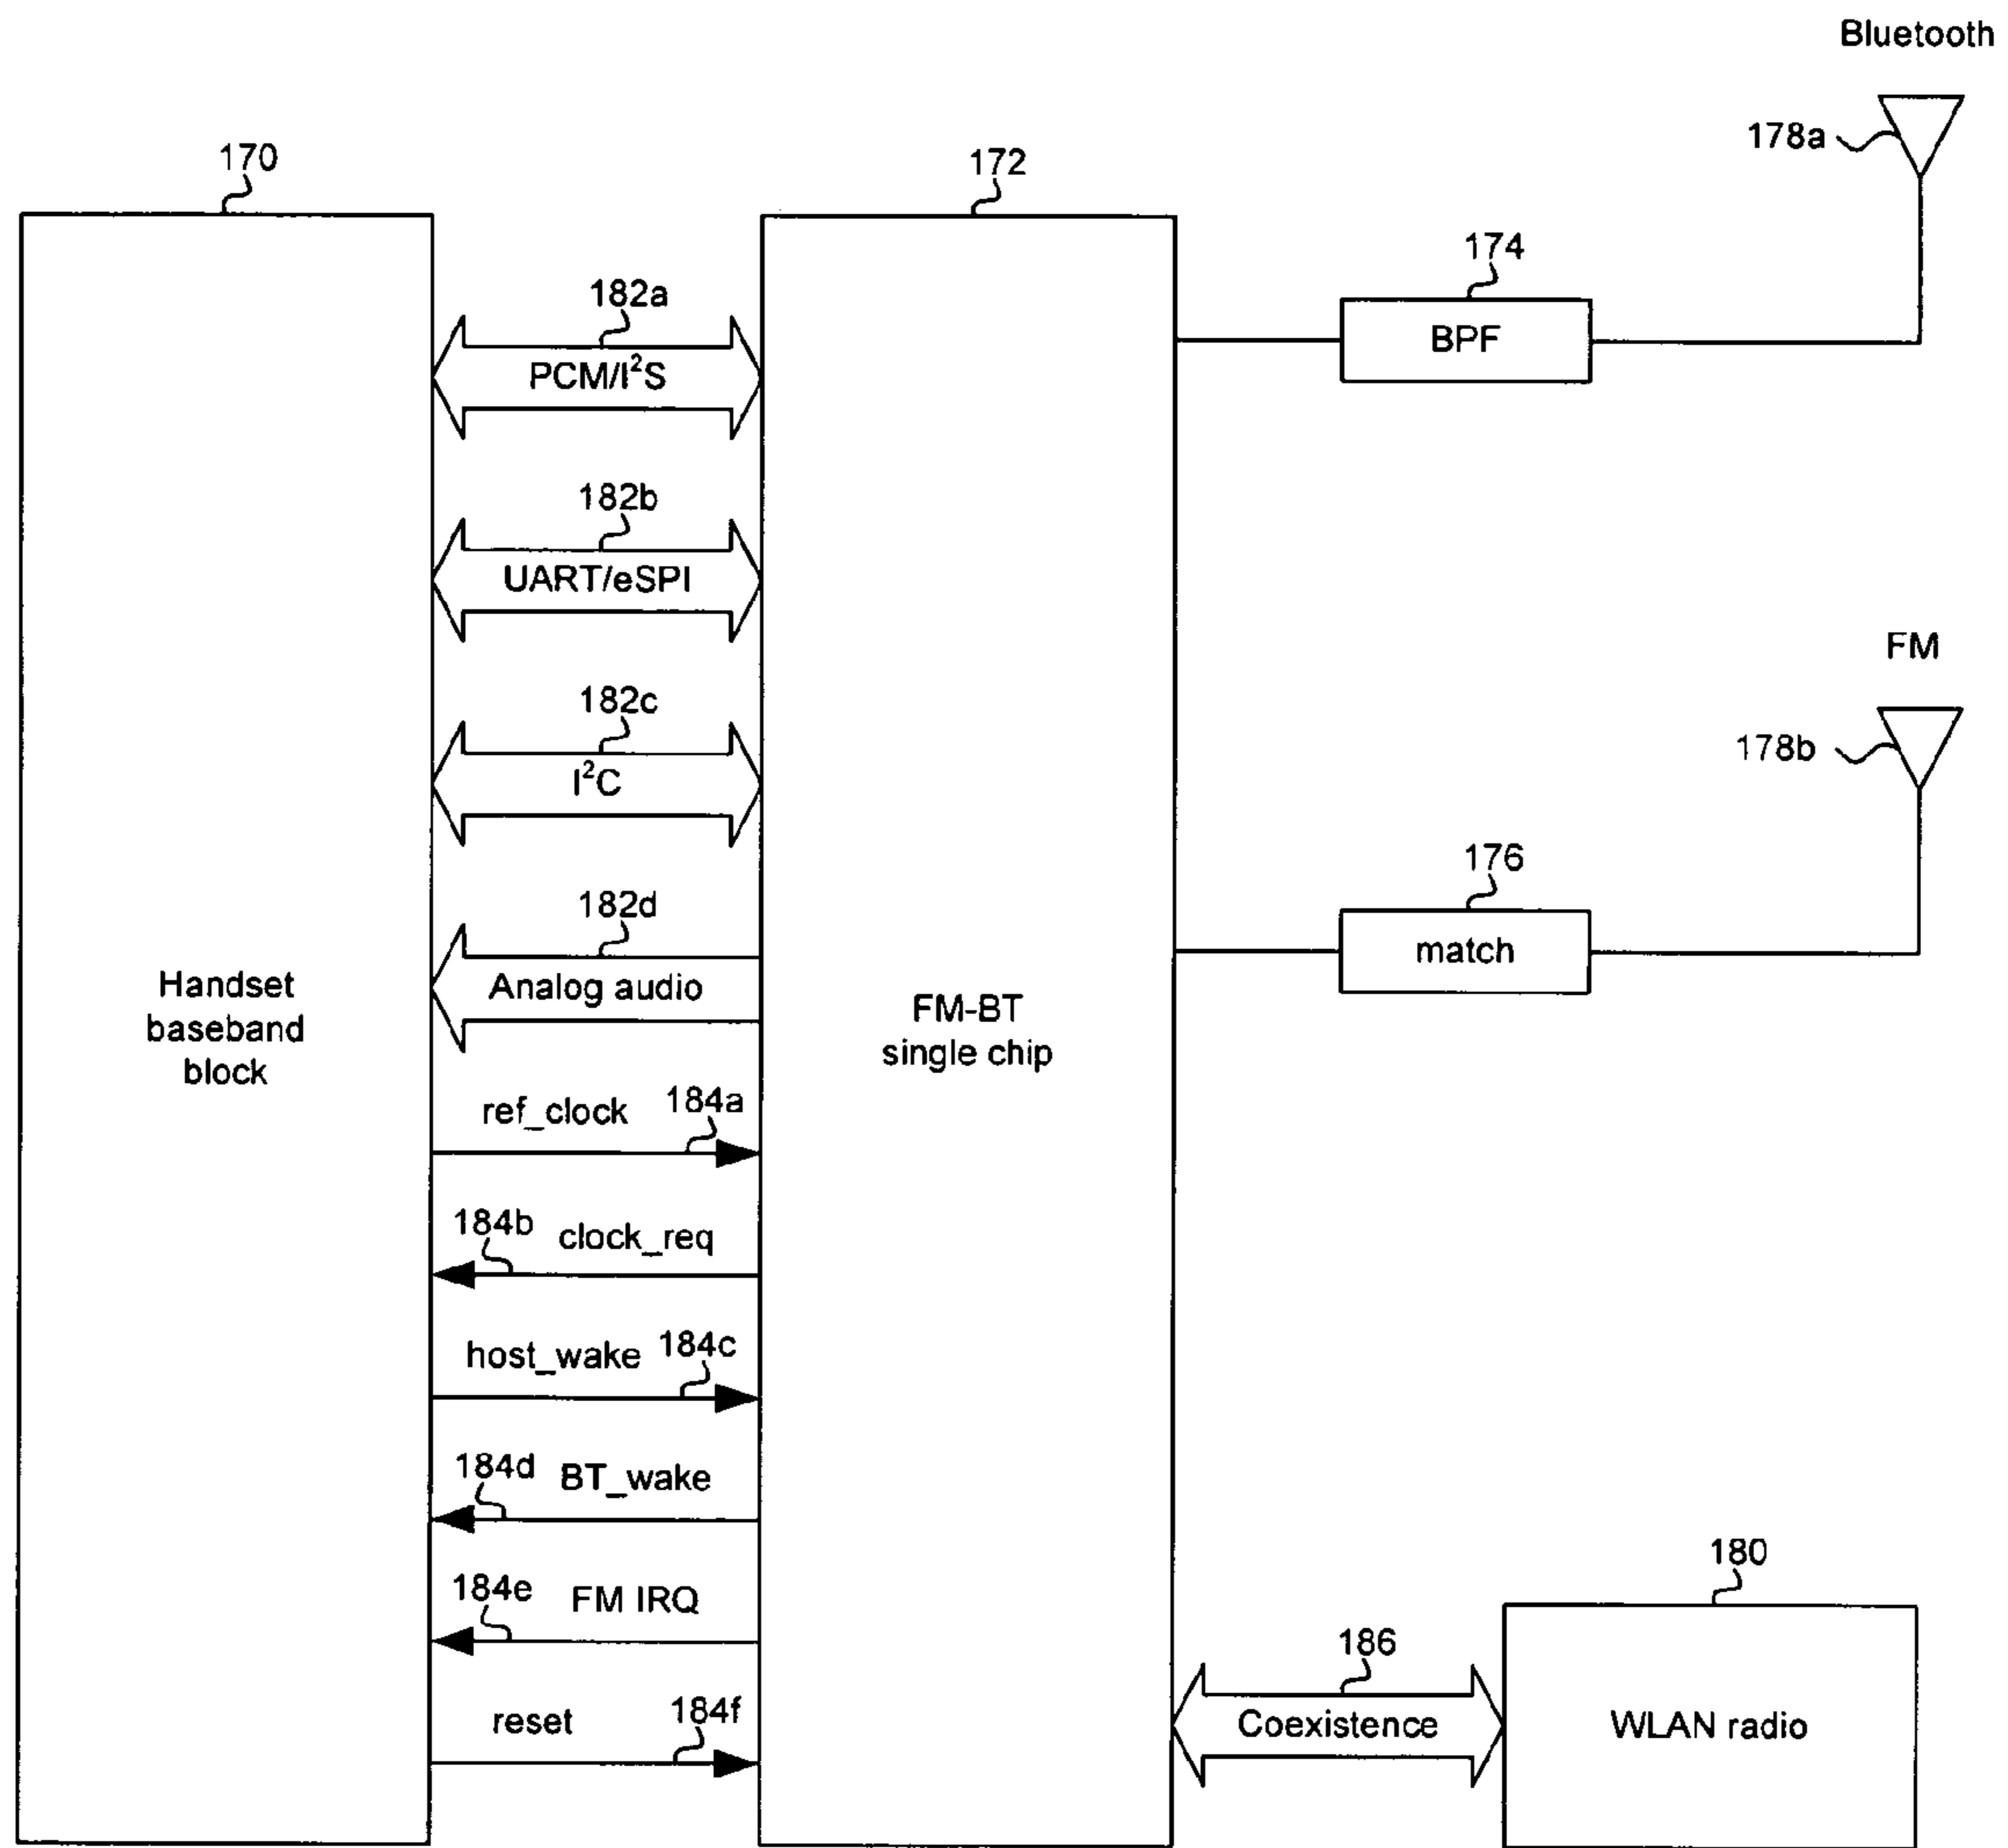 Bluetooth
178a
170
172
174
BPF
182a
PCM/I²S
182b
UART/eSPI
FM
178b
182c
I²C
176
match
182d
Analog audio
Handset
baseband
block
FM-BT
single chip
ref_clock
184a
184b
clock_req
host_wake
184c
184d
BT_wake
184e
FM IRQ
reset
184f
180
186
Coexistence
WLAN radio